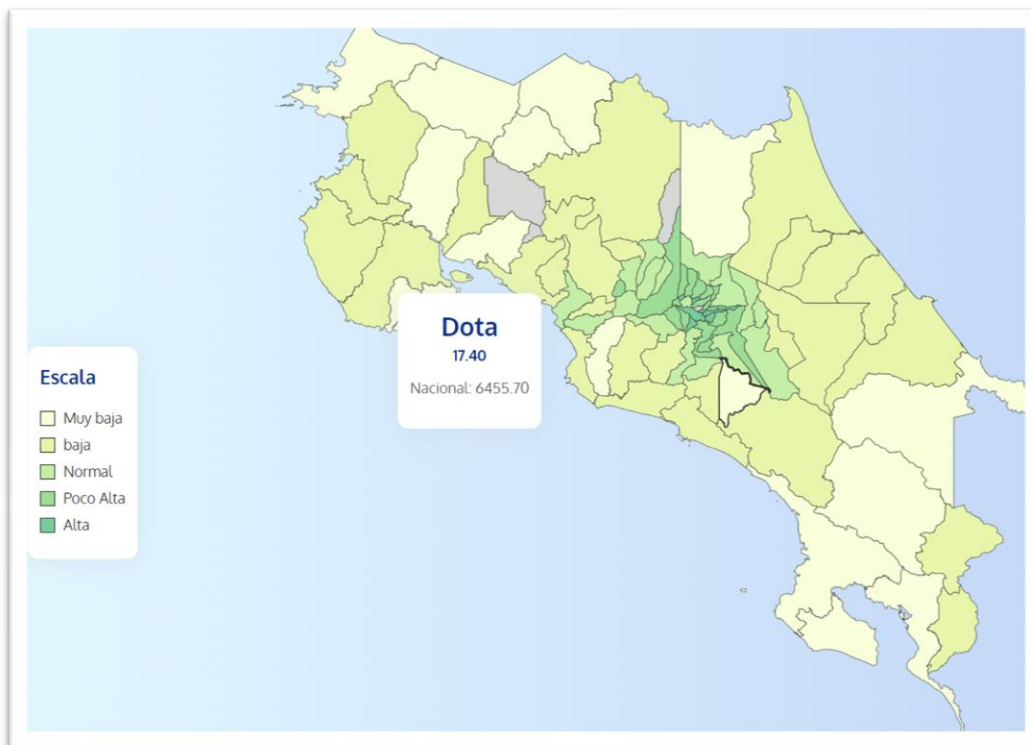 Dota
17.40
Nacional: 6455.70
Escala
Muy baja
baja
Normal
Poco Alta
Alta